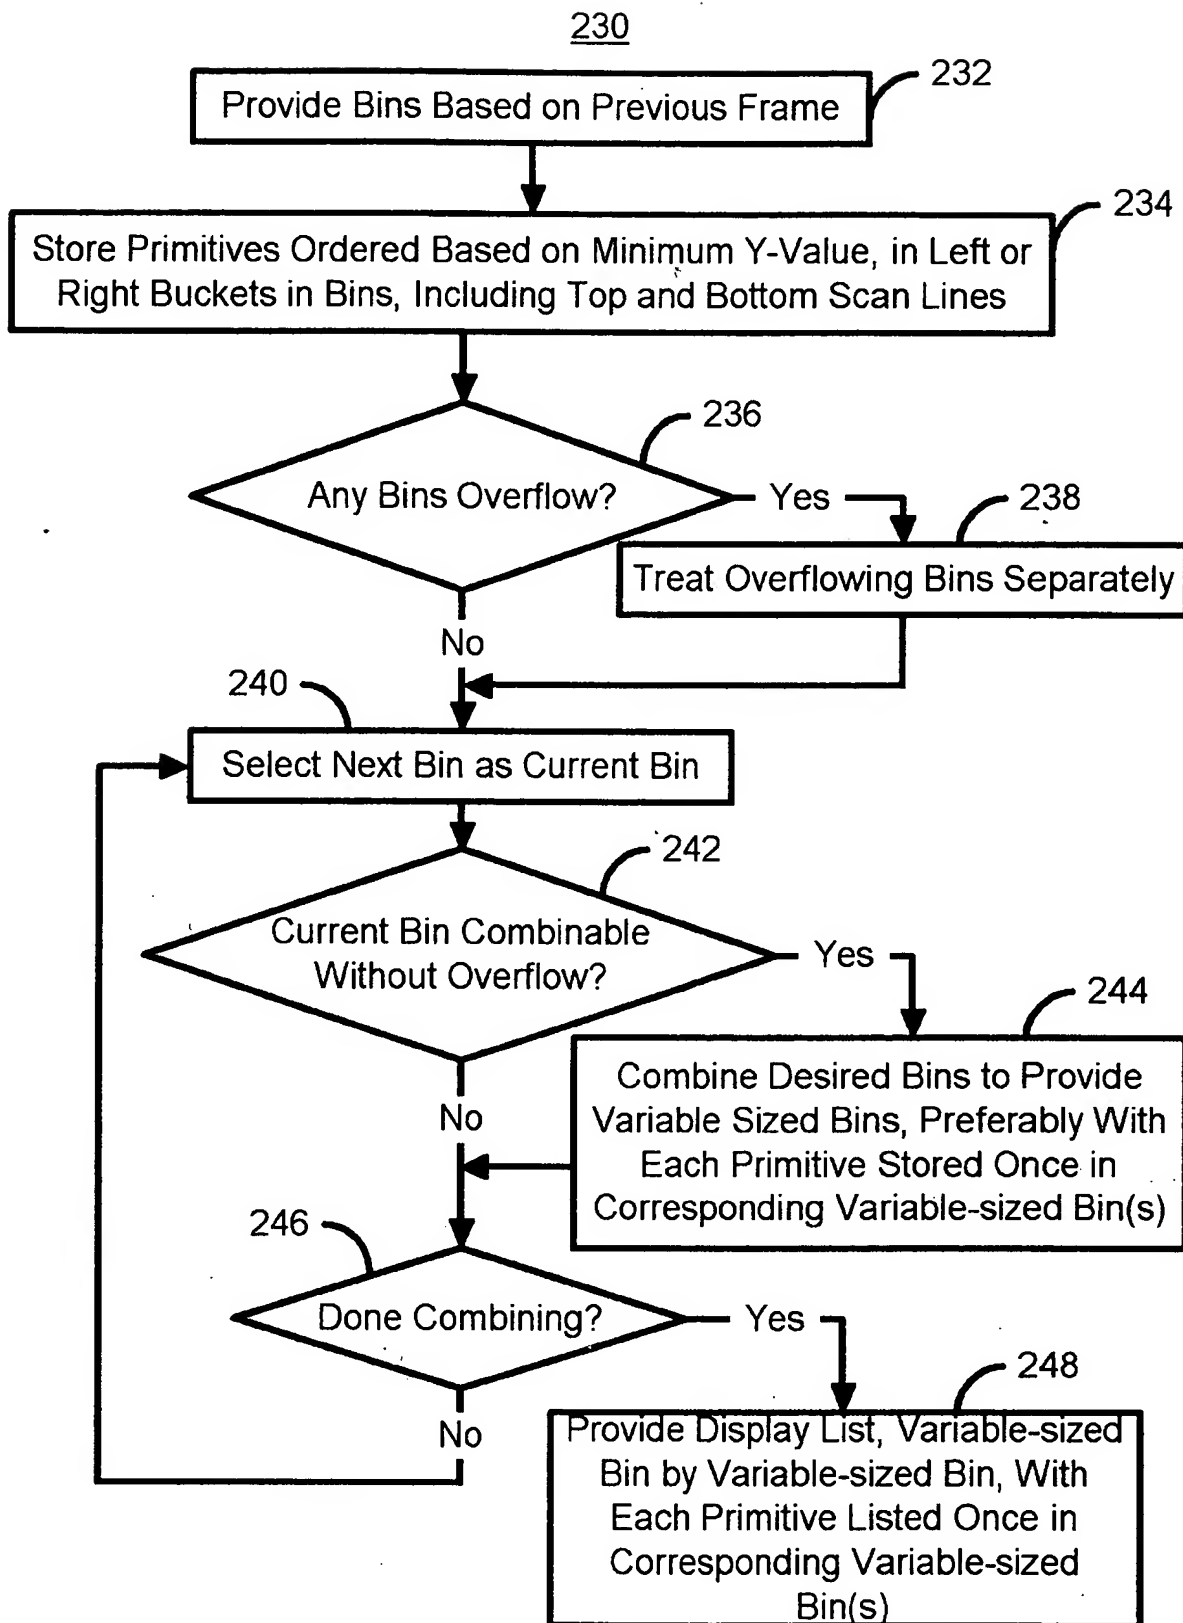 230
232
Provide Bins Based on Previous Frame
234
Store Primitives Ordered Based on Minimum Y-Value, in Left or
Right Buckets in Bins, Including Top and Bottom Scan Lines
236
Any Bins Overflow?
Yes
238
Treat Overflowing Bins Separately
No
240
Select Next Bin as Current Bin
242
Current Bin Combinable
Without Overflow?
Yes
244
Combine Desired Bins to Provide
Variable Sized Bins, Preferably With
Each Primitive Stored Once in
Corresponding Variable-sized Bin(s)
No
246
Done Combining?
Yes
248
No
Provide Display List, Variable-sized
Bin by Variable-sized Bin, With
Each Primitive Listed Once in
Corresponding Variable-sized
Bin(s)